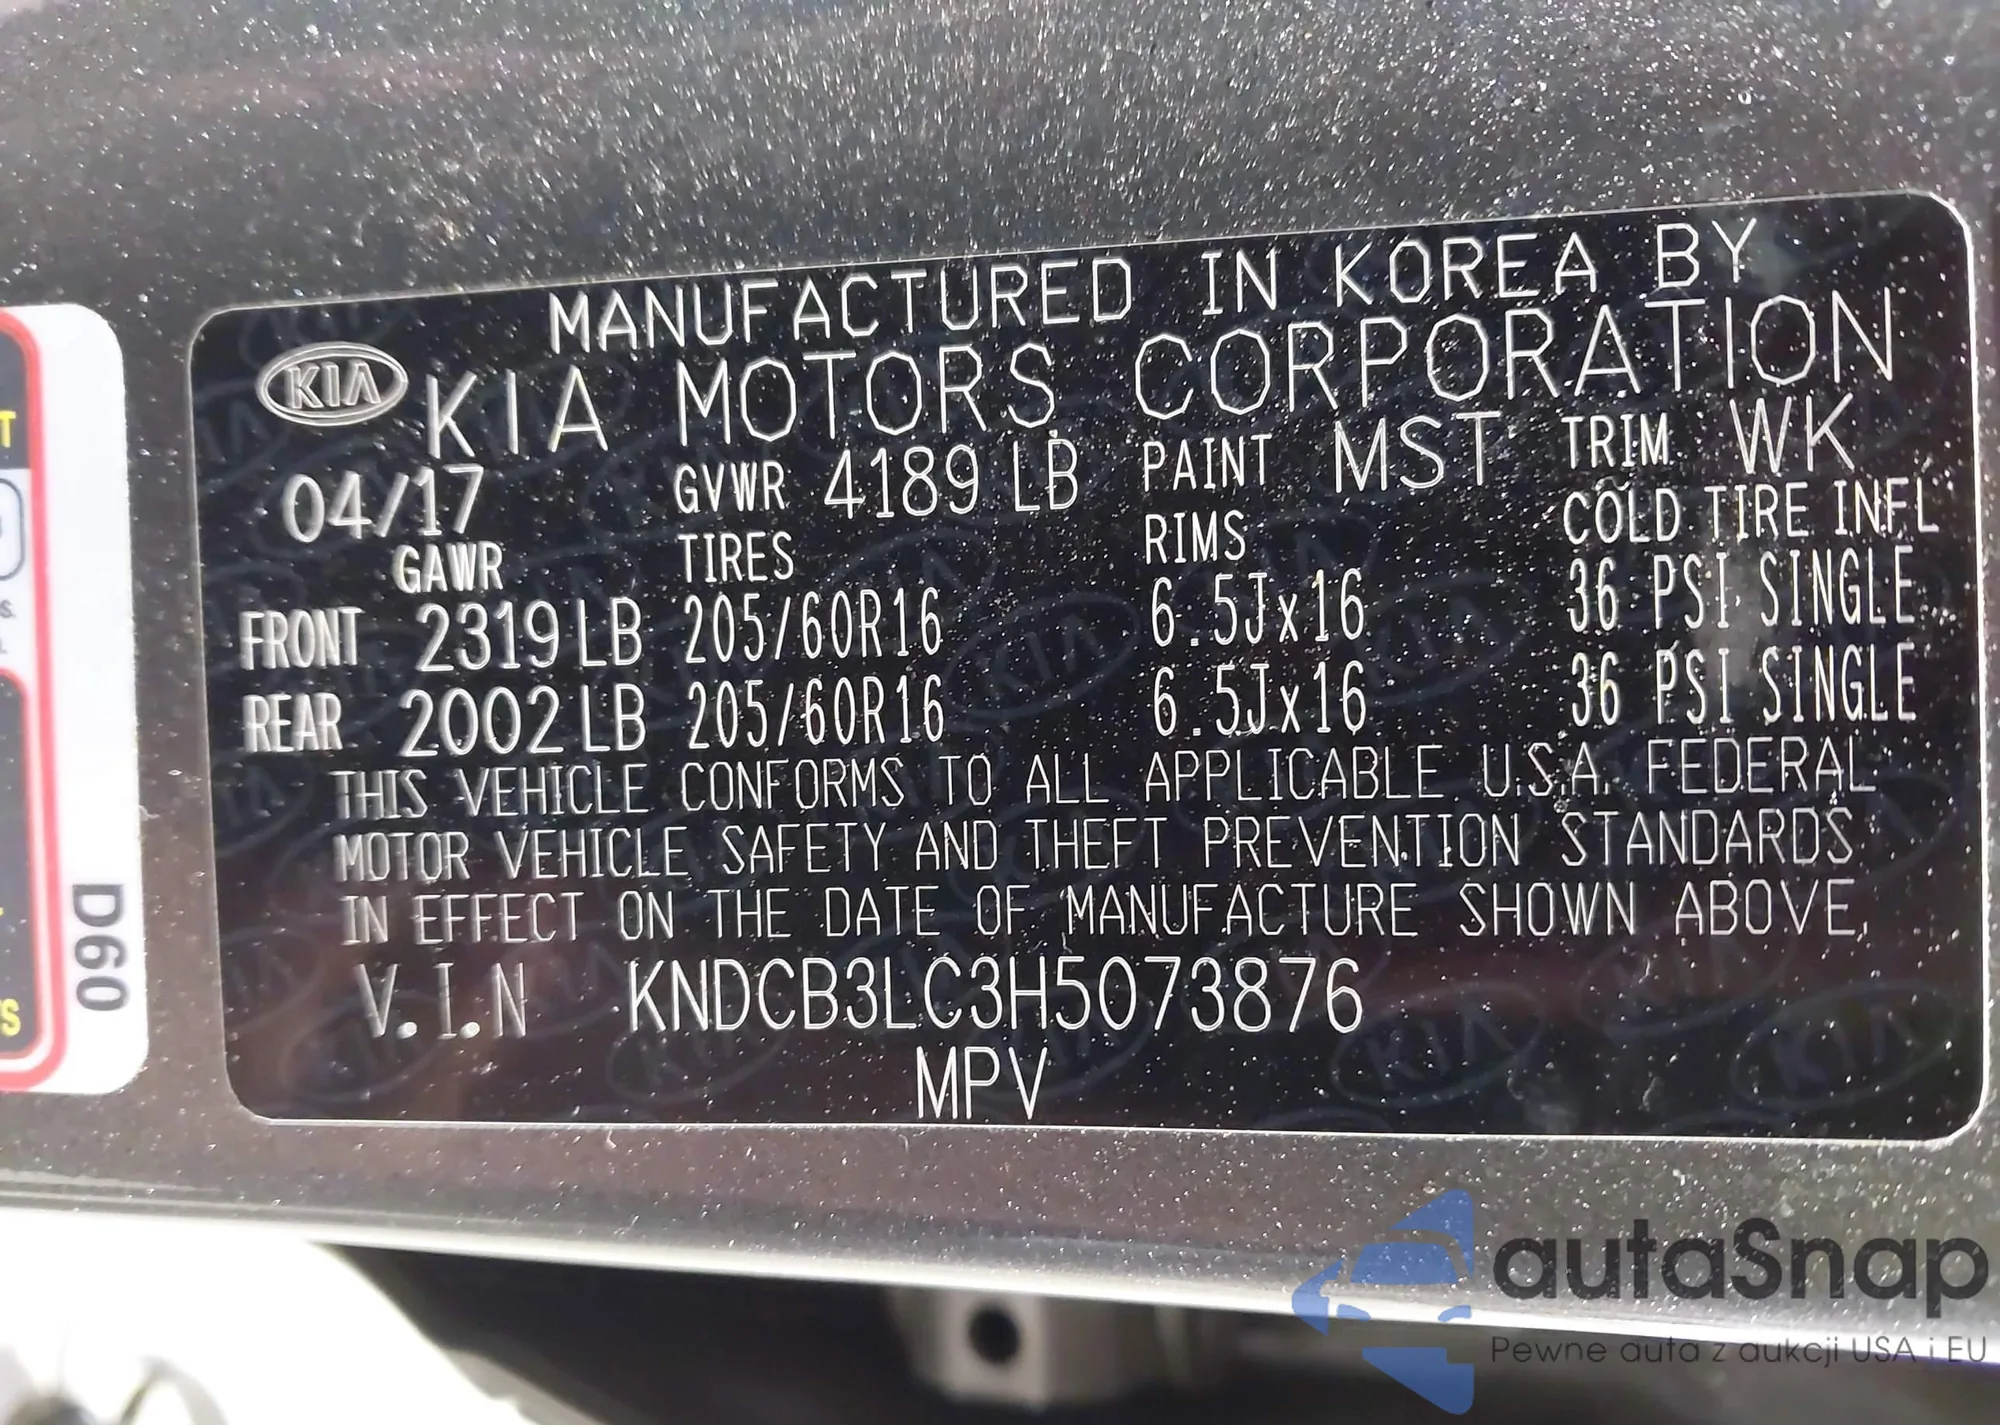 MANUFACTURED IN KOREA BY
KIA KIA MOTORS CORPORATION
04/17 GVWR 4189 LB PAINT MST TRIM WK
GAWR TIRES RIMS COLD TIRE INFL
FRONT 2319 LB 205/60R16 6.5Jx16 36 PSI SINGLE
REAR 2002 LB 205/60R16 6.5Jx16 36 PSI SINGLE
THIS VEHICLE CONFORMS TO ALL APPLICABLE U.S.A. FEDERAL
MOTOR VEHICLE SAFETY AND THEFT PREVENTION STANDARDS
IN EFFECT ON THE DATE OF MANUFACTURE SHOWN ABOVE.
V.I.N KNDCB3LC3H5073876
MPV
D60
autaSnap
Pewne auta z aukcji USA i EU